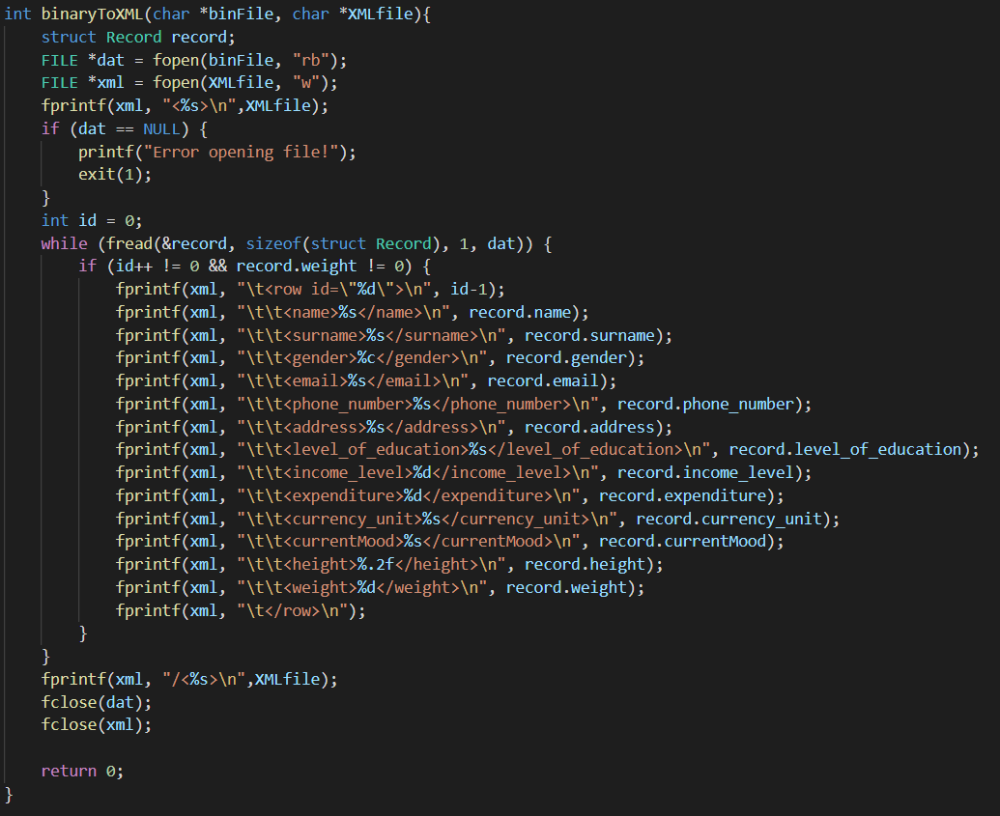 int binaryToXML(char *binFile, char *XMLfile){
    struct Record record;
    FILE *dat = fopen(binFile, "rb");
    FILE *xml = fopen(XMLfile, "w");
    fprintf(xml, "<%s>\n",XMLfile);
    if (dat == NULL) {
        printf("Error opening file!");
        exit(1);
    }
    int id = 0;
    while (fread(&record, sizeof(struct Record), 1, dat)) {
        if (id++ != 0 && record.weight != 0) {
            fprintf(xml, "\t<row id=\"%d\">\n", id-1);
            fprintf(xml, "\t\t<name>%s</name>\n", record.name);
            fprintf(xml, "\t\t<surname>%s</surname>\n", record.surname);
            fprintf(xml, "\t\t<gender>%c</gender>\n", record.gender);
            fprintf(xml, "\t\t<email>%s</email>\n", record.email);
            fprintf(xml, "\t\t<phone_number>%s</phone_number>\n", record.phone_number);
            fprintf(xml, "\t\t<address>%s</address>\n", record.address);
            fprintf(xml, "\t\t<level_of_education>%s</level_of_education>\n", record.level_of_education);
            fprintf(xml, "\t\t<income_level>%d</income_level>\n", record.income_level);
            fprintf(xml, "\t\t<expenditure>%d</expenditure>\n", record.expenditure);
            fprintf(xml, "\t\t<currency_unit>%s</currency_unit>\n", record.currency_unit);
            fprintf(xml, "\t\t<currentMood>%s</currentMood>\n", record.currentMood);
            fprintf(xml, "\t\t<height>%.2f</height>\n", record.height);
            fprintf(xml, "\t\t<weight>%d</weight>\n", record.weight);
            fprintf(xml, "\t</row>\n");
        }
    }
    fprintf(xml, "/<%s>\n",XMLfile);
    fclose(dat);
    fclose(xml);

    return 0;
}